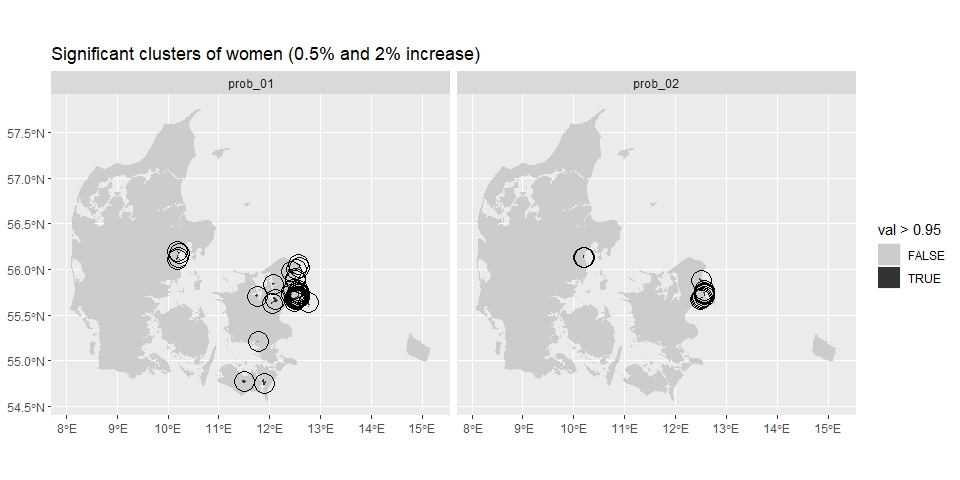 Significant clusters of women (0.5% and 2% increase)
prob_01
prob_02
57.5°N
57.0°N
56.5°N
56.0°N
55.5°N
55.0°N
54.5°N
8°E 9°E 10°E 11°E 12°E 13°E 14°E 15°E
8°E 9°E 10°E 11°E 12°E 13°E 14°E 15°E
val > 0.95
FALSE
TRUE